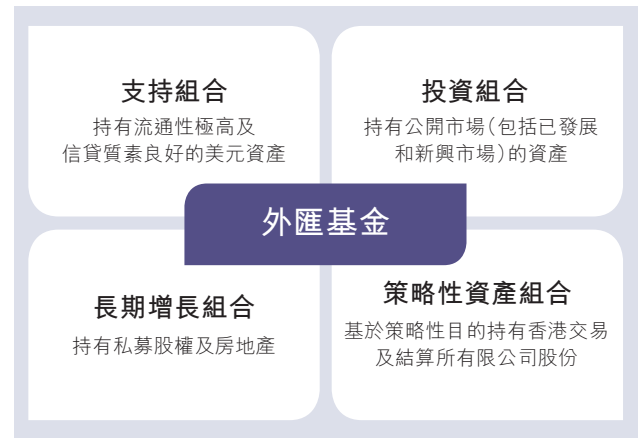 支持組合
持有流通性極高及
信貸質素良好的美元資產
投資組合
持有公開市場(包括已發展
和新興市場)的資產
外匯基金
長期增長組合
持有私募股權及房地產
策略性資產組合
基於策略性目的持有香港交易
及結算所有限公司股份